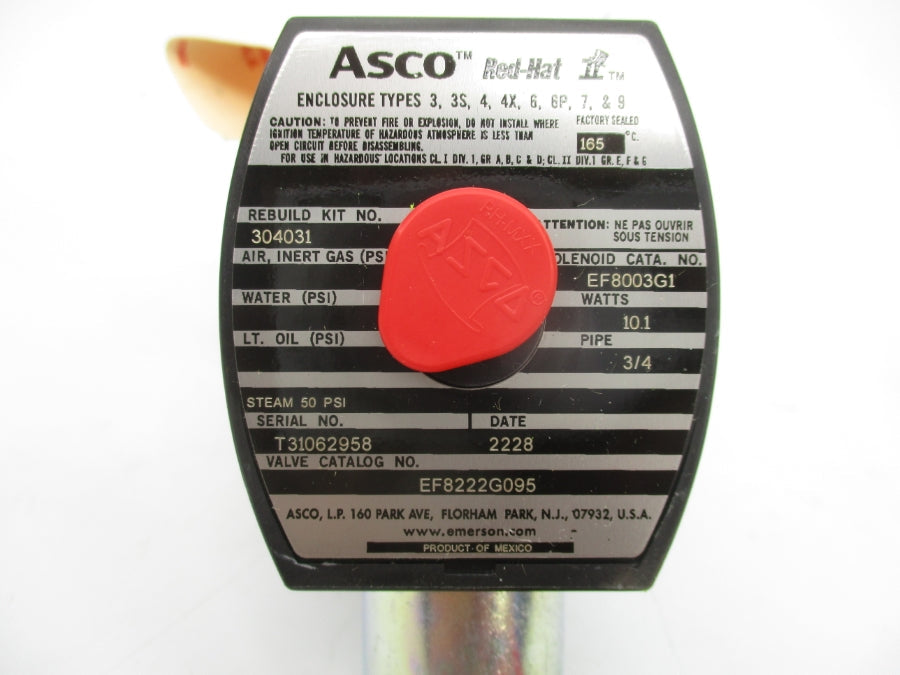 ASCO™ Red-Hat II™
ENCLOSURE TYPES 3, 3S, 4, 4X, 6, 6P, 7, & 9
CAUTION: TO PREVENT FIRE OR EXPLOSION, DO NOT INSTALL WHERE
IGNITION TEMPERATURE OF HAZARDOUS ATMOSPHERE IS LESS THAN
OPEN CIRCUIT BEFORE DISASSEMBLING.
FACTORY SEALED
165 °C.
FOR USE IN HAZARDOUS LOCATIONS CL. I DIV. 1, GR A, B, C & D; CL. II DIV. 1 GR. E, F & G
REBUILD KIT NO.
304031
ATTENTION: NE PAS OUVRIR
SOUS TENSION
AIR, INERT GAS (PSI
OLENOID CATA. NO.
EF8003G1
WATER (PSI)
WATTS
10.1
LT. OIL (PSI)
PIPE
3/4
ASCO®
STEAM 50 PSI
SERIAL NO.
DATE
T31062958
2228
VALVE CATALOG NO.
EF8222G095
ASCO, L.P. 160 PARK AVE, FLORHAM PARK, N.J., 07932, U.S.A.
www.emerson.com
PRODUCT OF MEXICO